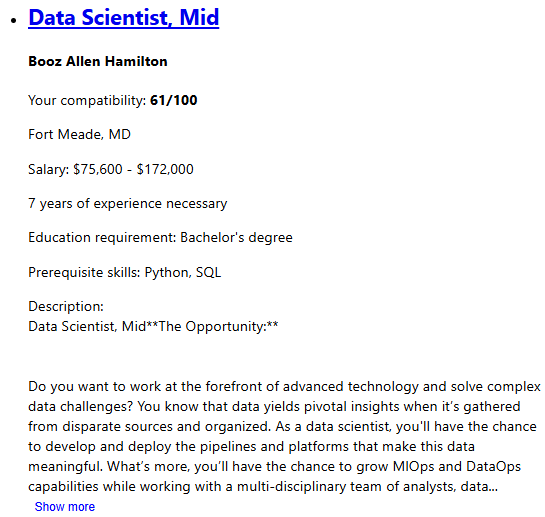 Data Scientist, Mid
Booz Allen Hamilton
Your compatibility: 61/100
Fort Meade, MD
Salary: $75,600 - $172,000
7 years of experience necessary
Education requirement: Bachelor's degree
Prerequisite skills: Python, SQL
Description:
Data Scientist, Mid**The Opportunity:**
Do you want to work at the forefront of advanced technology and solve complex
data challenges? You know that data yields pivotal insights when it’s gathered
from disparate sources and organized. As a data scientist, you'll have the chance
to develop and deploy the pipelines and platforms that make this data
meaningful. What’s more, you’ll have the chance to grow MlOps and DataOps
capabilities while working with a multi-disciplinary team of analysts, data...
Show more